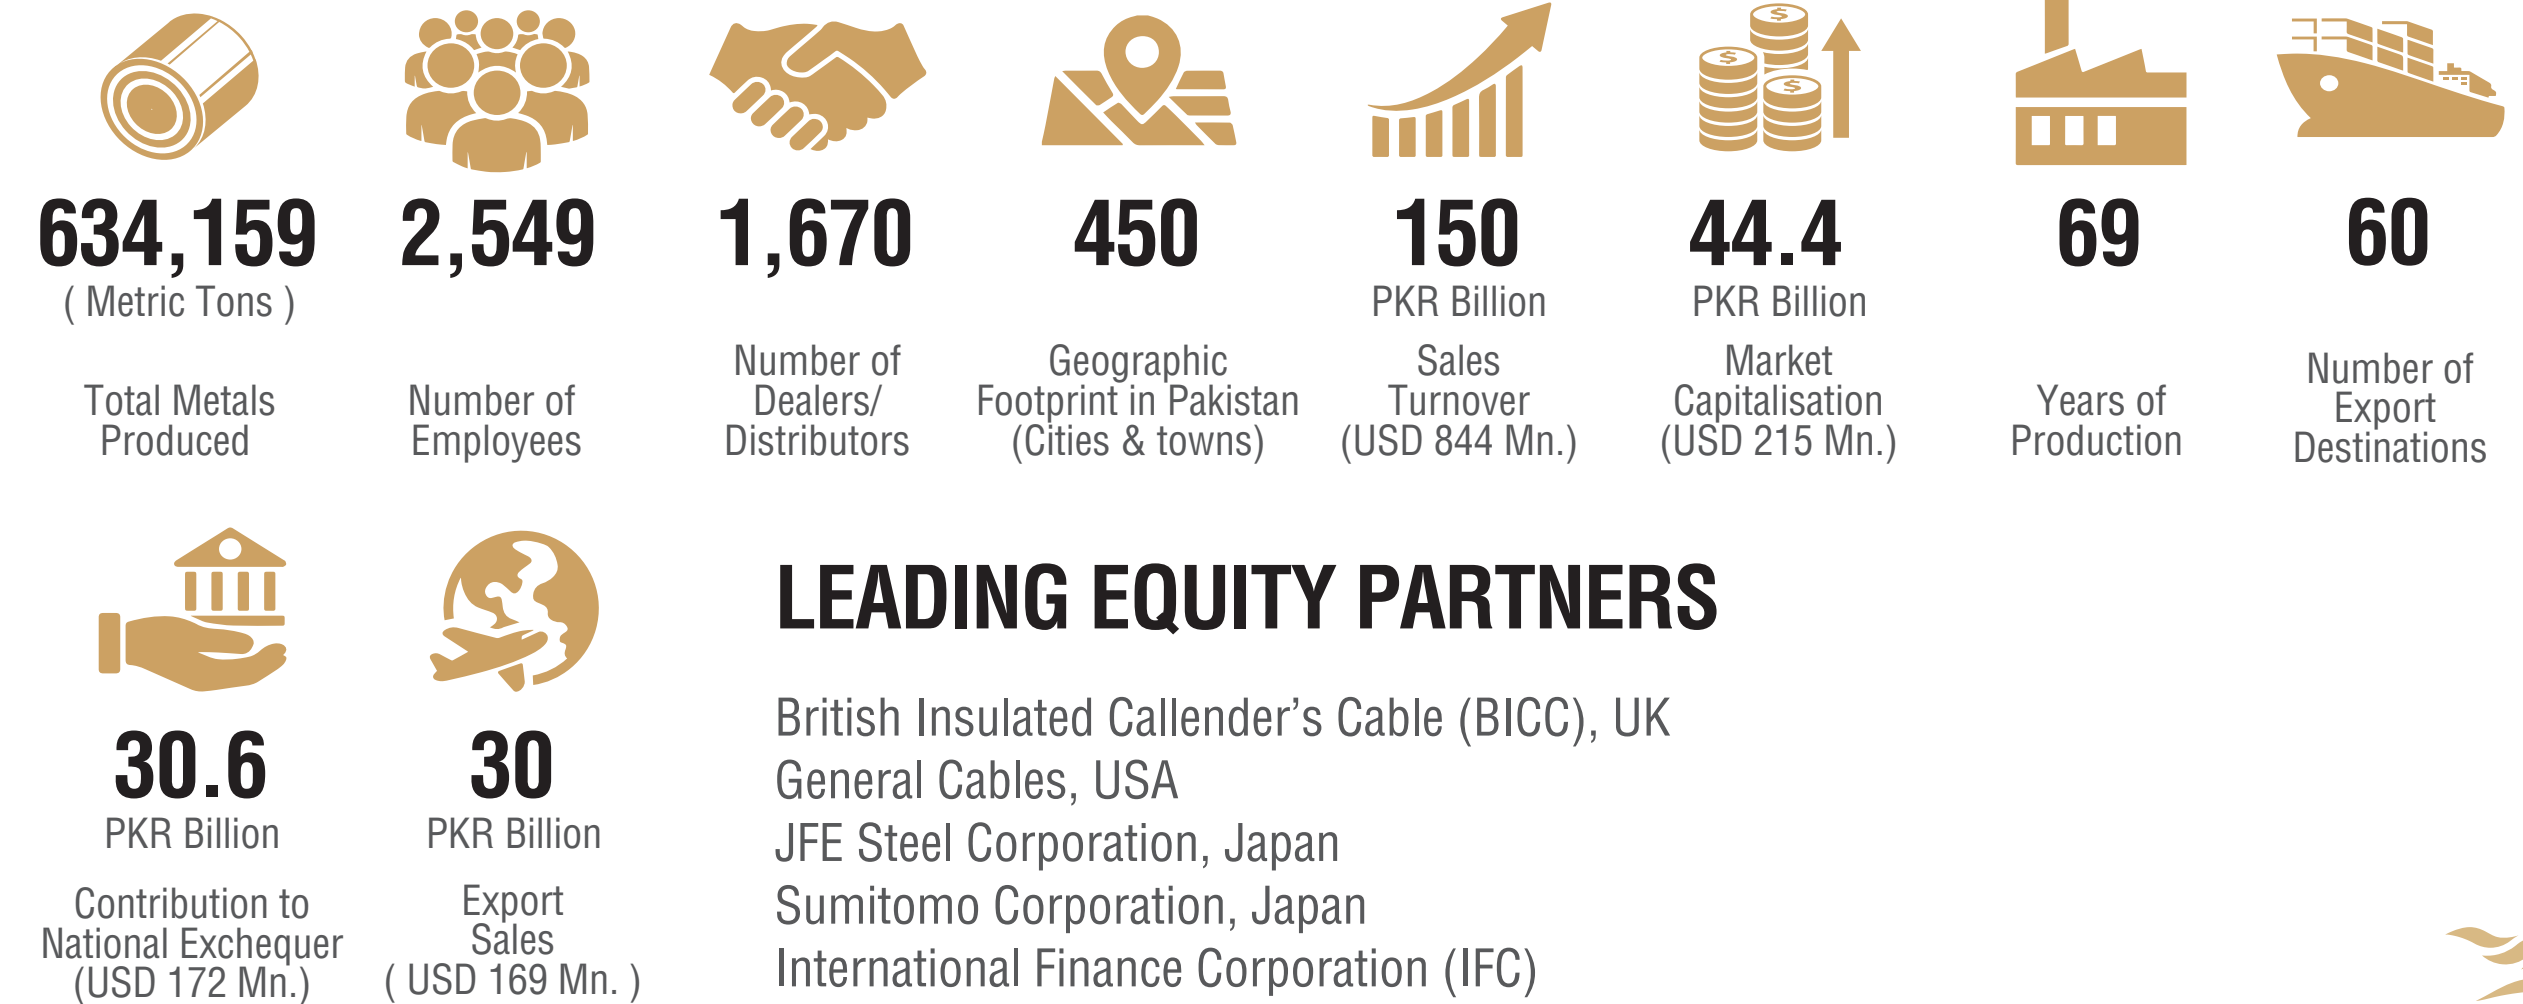 634,159
( Metric Tons )
Total Metals
Produced
2,549
Number of
Employees
1,670
Number of
Dealers/
Distributors
450
Geographic
Footprint in Pakistan
(Cities & towns)
150
PKR Billion
Sales
Turnover
(USD 844 Mn.)
44.4
PKR Billion
Market
Capitalisation
(USD 215 Mn.)
69
Years of
Production
60
Number of
Export
Destinations
30.6
PKR Billion
Contribution to
National Exchequer
(USD 172 Mn.)
30
PKR Billion
Export
Sales
( USD 169 Mn. )
LEADING EQUITY PARTNERS
British Insulated Callender’s Cable (BICC), UK
General Cables, USA
JFE Steel Corporation, Japan
Sumitomo Corporation, Japan
International Finance Corporation (IFC)